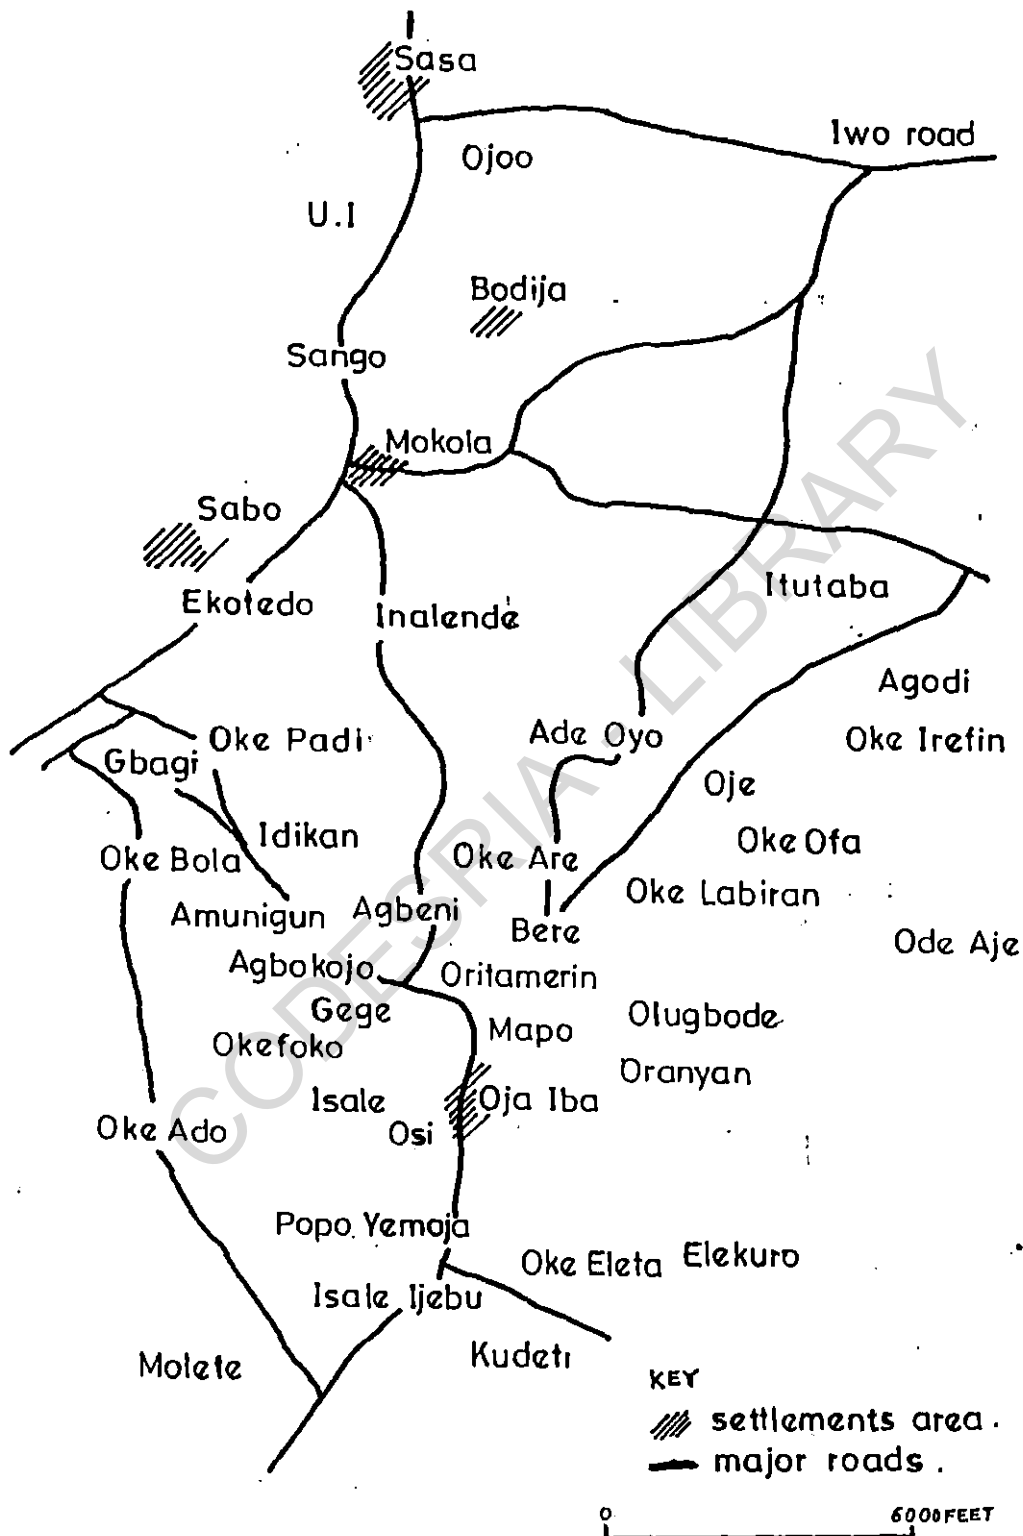 Sasa
Iwo road
Ojoo
U.I
Bodija
Sango
Mokola
Sabo
Itutaba
Ekotedo
Inalende
Agodi
Oke Padi
Ade Oyo
Oke Irefin
Gbagi
Oje
Idikan
Oke Ofa
Oke Bola
Oke Are
Oke Labiran
Amunigun
Agbeni
Bere
Ode Aje
Agbokojo
Oritamerin
Gege
Mapo
Olugbode
Okefoko
Oranyan
Isale
Osi
Oja Iba
Oke Ado
Popo Yemoja
Oke Eleta
Elekuro
Isale Ijebu
Molete
Kudeti
KEY
settlements area.
major roads.
0 6000FEET
CODESRIA - LIBRARY